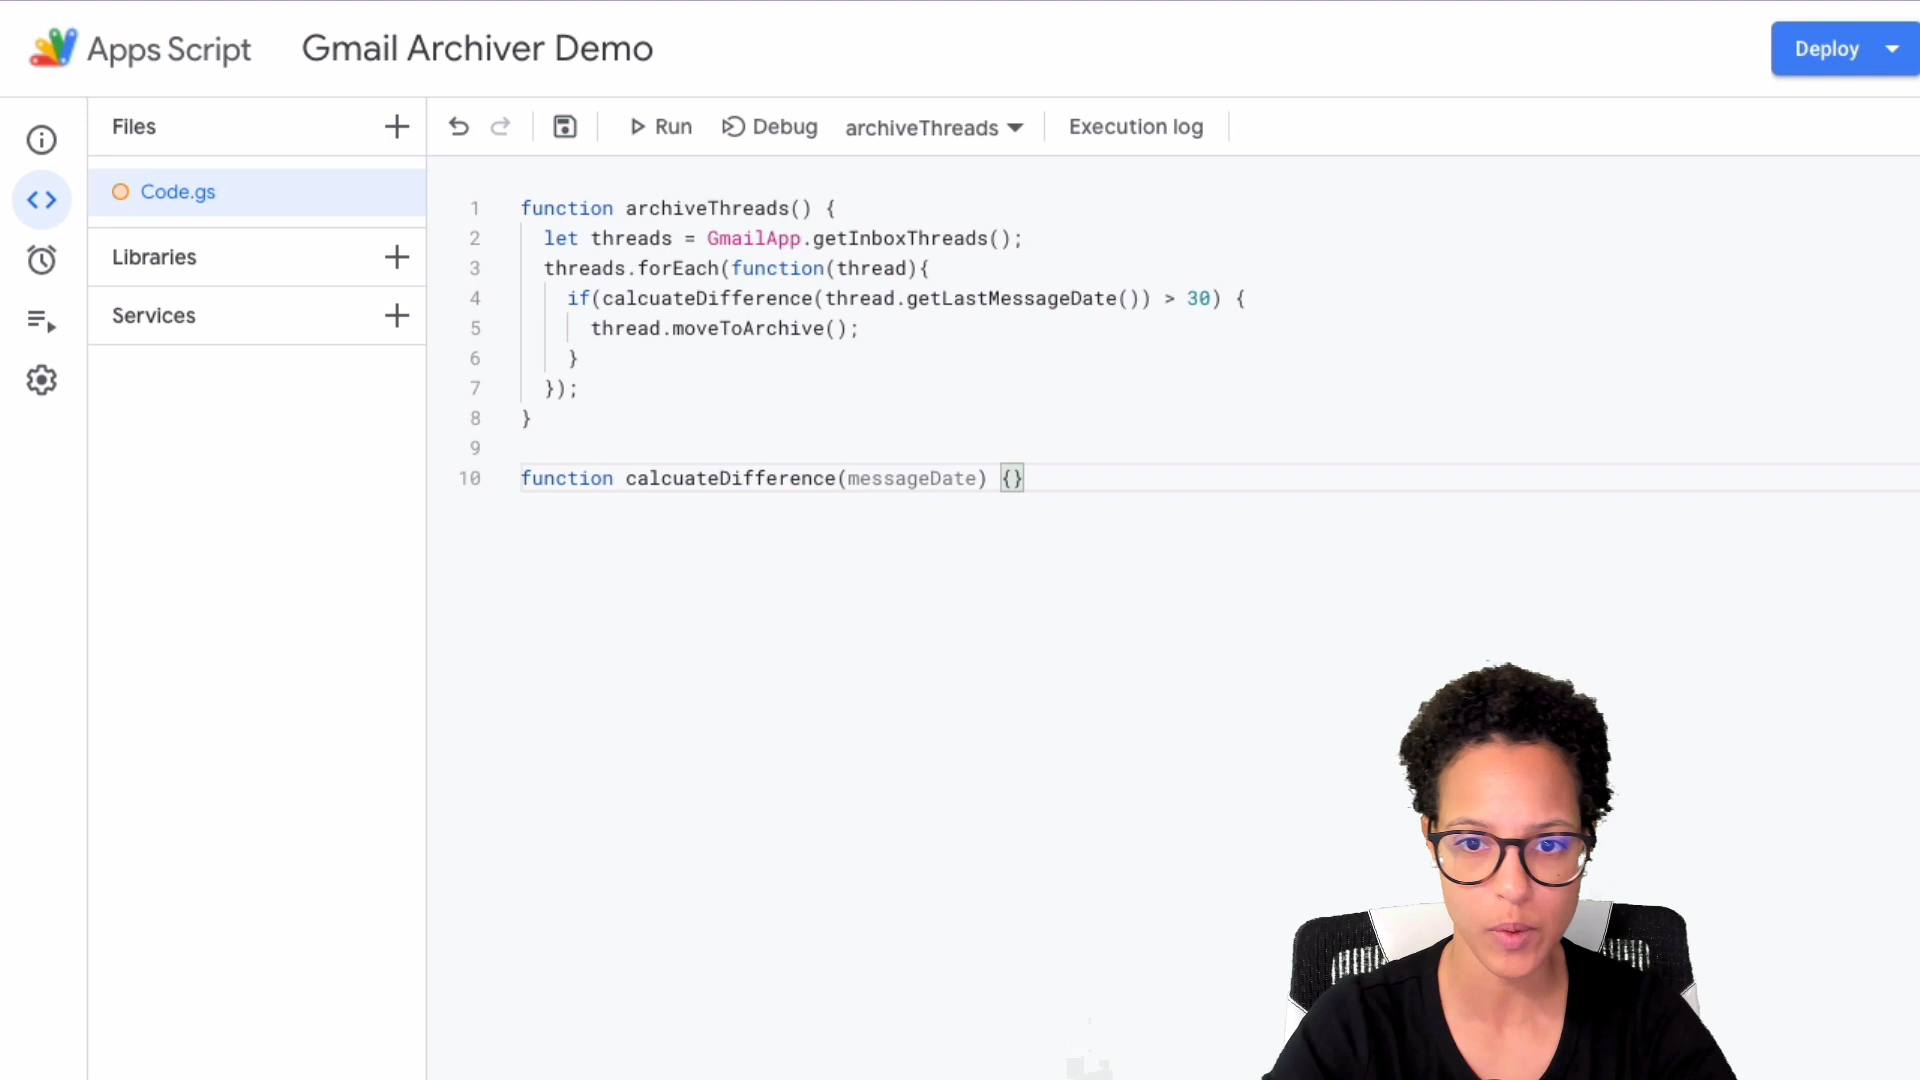 Apps Script Gmail Archiver Demo Deploy
Files
Run Debug archiveThreads Execution log
Code.gs
Libraries
Services
1 function archiveThreads() {
2 let threads = GmailApp.getInboxThreads();
3 threads.forEach(function(thread){
4 if(calcuateDifference(thread.getLastMessageDate()) > 30) {
5 thread.moveToArchive();
6 }
7 });
8 }
9
10 function calcuateDifference(messageDate) {}